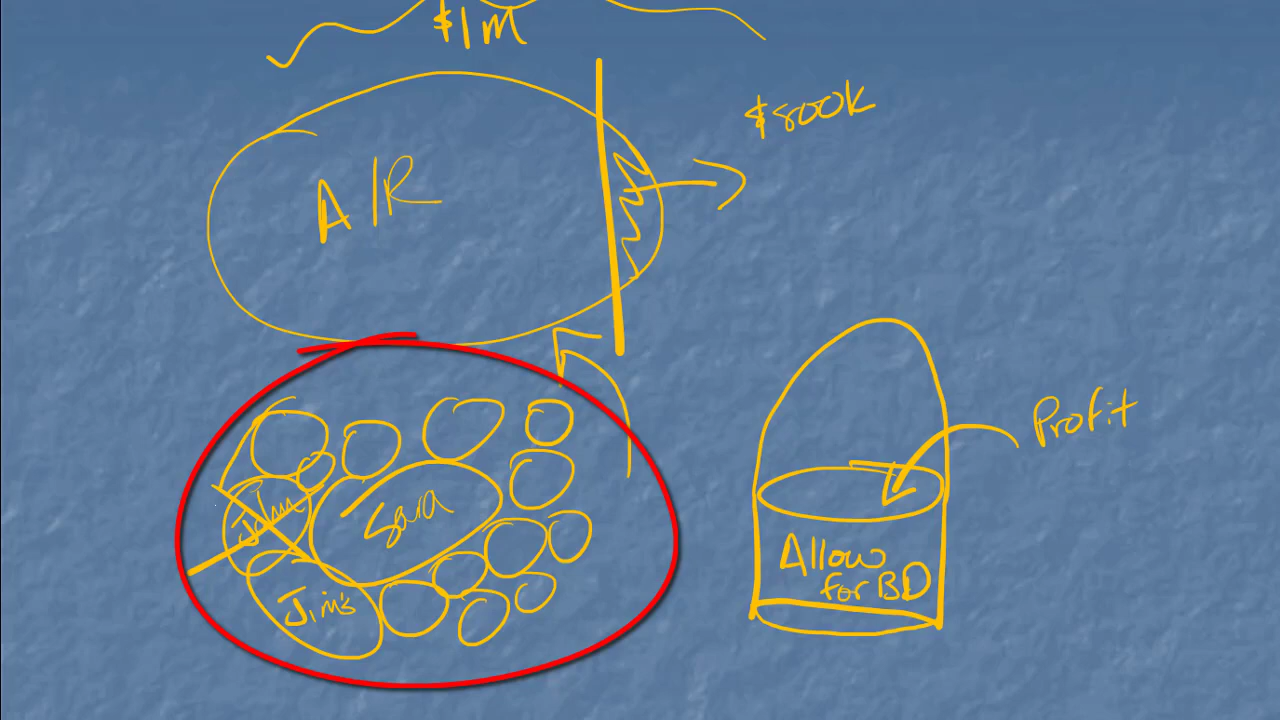 $1M
$800K
A/R
Profit
Sara
Allow
for BD
Jim's